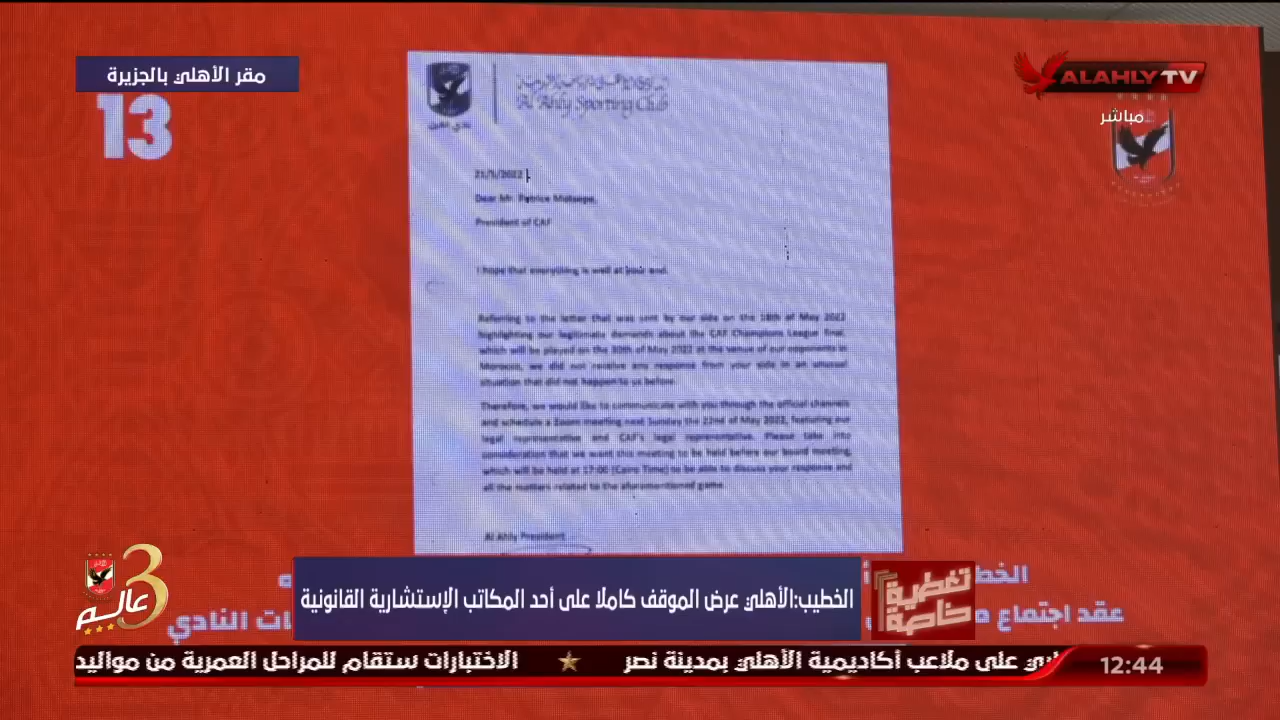 مقر الأهلي بالجزيرة
13
ALAHLY TV
مباشر
Al Ahly Sporting Club
21/5/2022
Dear Mr. Patrice Motsepe,
President of CAF
I hope that everything is well at your end.
Referring to the letter that was sent by our side on the 18th of May 2022
highlighting our legitimate demands about the CAF Champions League final,
which will be played on the 30th of May 2022 at the venue of our opponents in
Morocco, we did not receive any response from your side in an unusual
situation that did not happen to us before.
Therefore, we would like to communicate with you through the official channels
and schedule a Zoom meeting next Sunday the 22nd of May 2022, featuring our
legal representative and CAF's legal representative. Please take into
consideration that we want this meeting to be held before our board meeting,
which will be held at 17:00 (Cairo Time) to be able to discuss your response and
all the matters related to the aforementioned game.
Al Ahly President
الخط
عقد اجتماع
ات النادي
3
عالم
الخطيب:الأهلي عرض الموقف كاملا على أحد المكاتب الإستشارية القانونية
تغطية
خاصة
ي على ملاعب أكاديمية الأهلي بمدينة نصر ★ الاختبارات ستقام للمراحل العمرية من مواليد
12:44